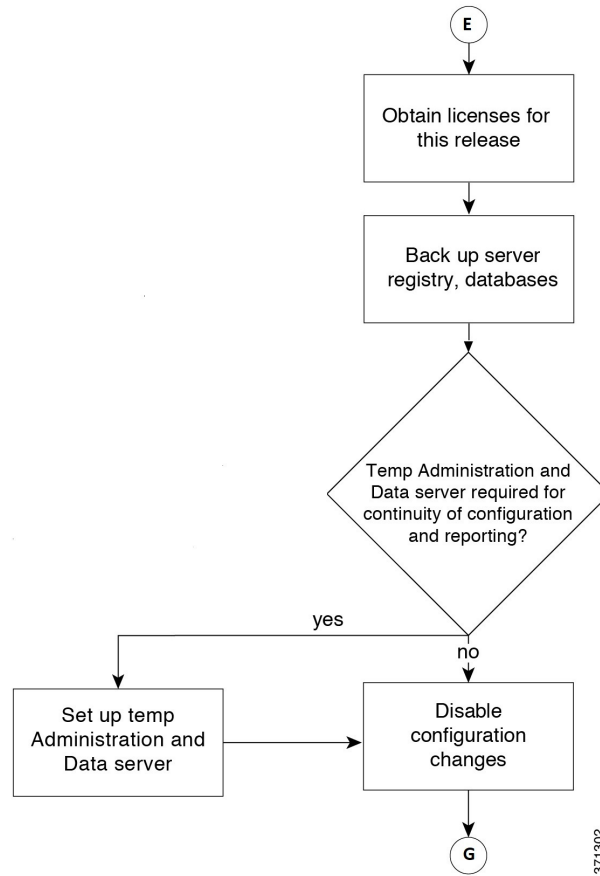 E
Obtain licenses for
this release
Back up server
registry, databases
Temp Administration and
Data server required for
continuity of configuration
and reporting?
yes
no
Set up temp
Administration and
Data server
Disable
configuration
changes
G
371302